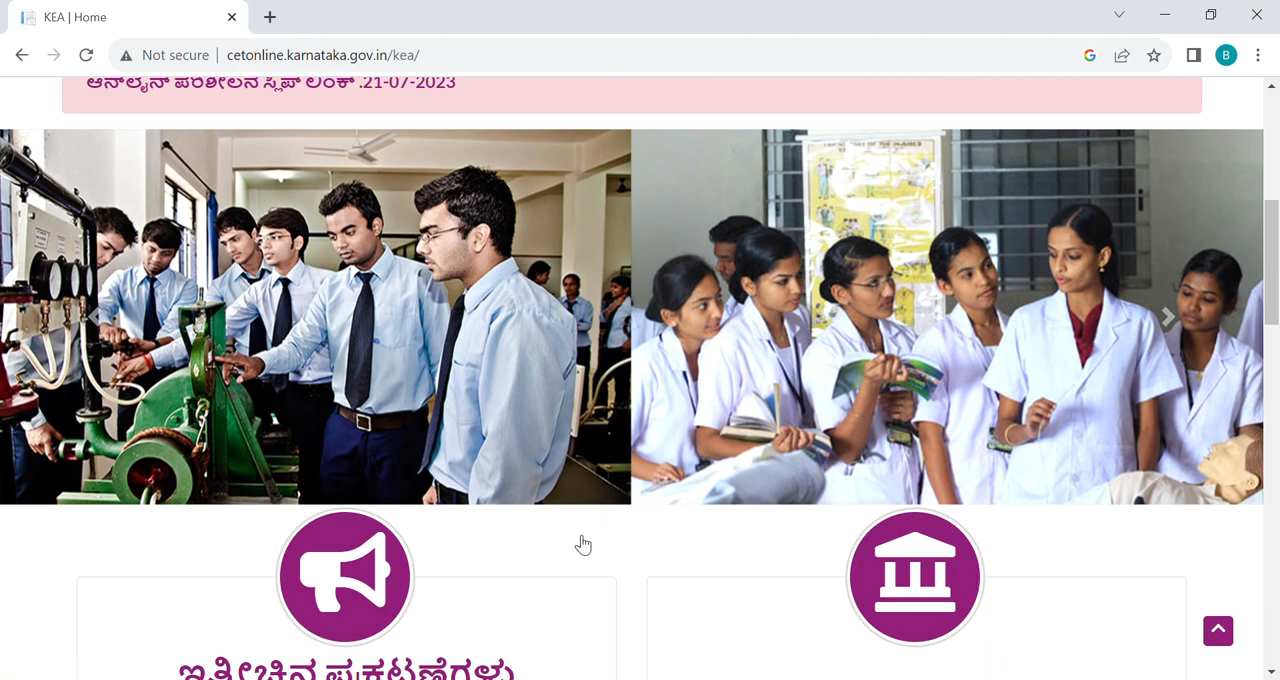 KEA | Home
Not secure
cetonline.karnataka.gov.in/kea/
B
ಆನ್‌ಲೈನ್ ಪರಿಶೀಲನ ಸ್ಲಿಪ್ ಲಿಂಕ್ .21-07-2023
ಇತ್ತೀಚಿನ ಪ್ರಕಟಣೆಗಳು